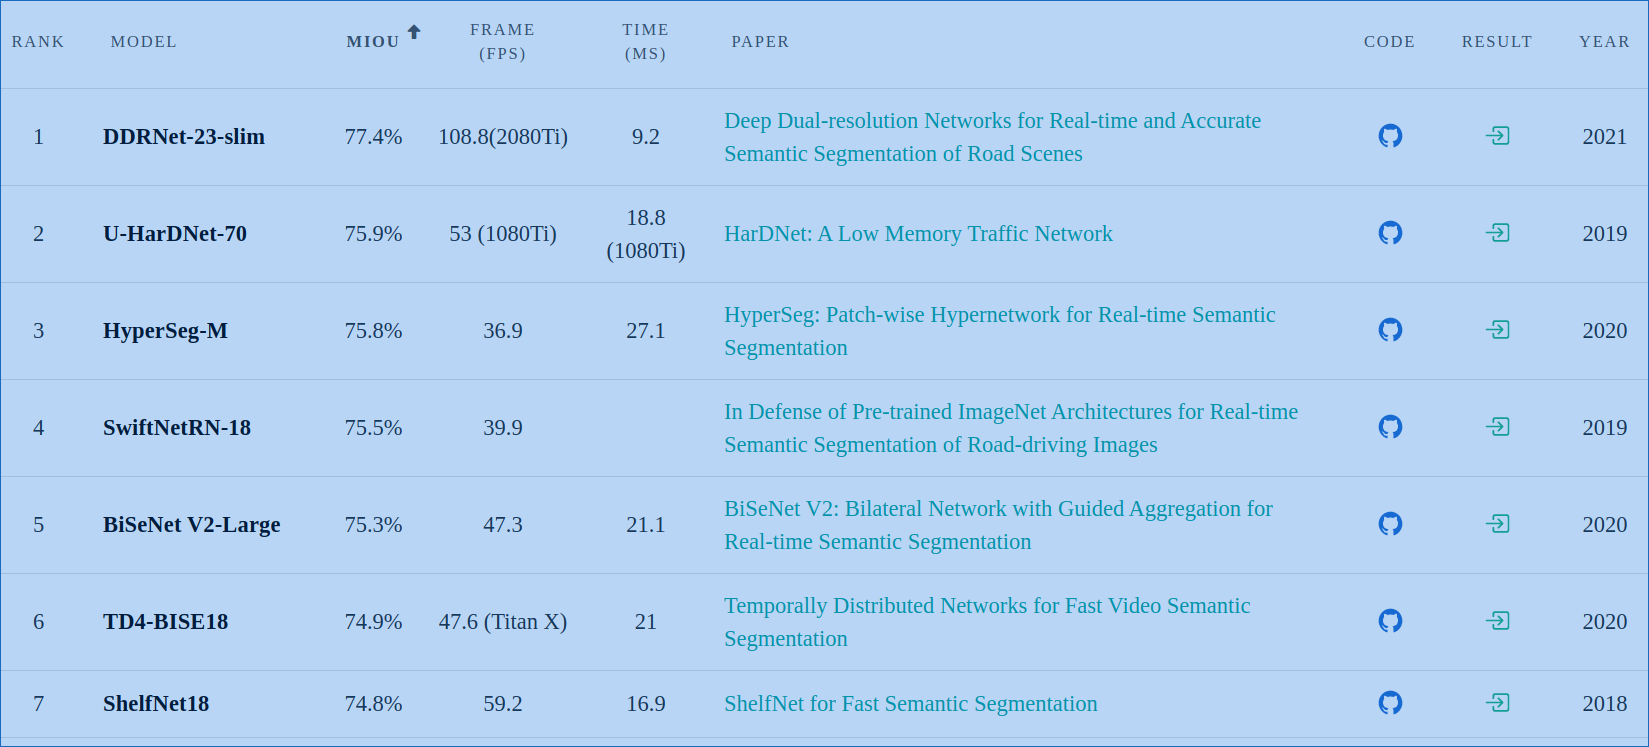 RANK MODEL MIOU FRAME (FPS) TIME (MS) PAPER CODE RESULT YEAR
1 DDRNet-23-slim 77.4% 108.8(2080Ti) 9.2 Deep Dual-resolution Networks for Real-time and Accurate
Semantic Segmentation of Road Scenes 2021
2 U-HarDNet-70 75.9% 53 (1080Ti) 18.8
(1080Ti) HarDNet: A Low Memory Traffic Network 2019
3 HyperSeg-M 75.8% 36.9 27.1 HyperSeg: Patch-wise Hypernetwork for Real-time Semantic
Segmentation 2020
4 SwiftNetRN-18 75.5% 39.9 In Defense of Pre-trained ImageNet Architectures for Real-time
Semantic Segmentation of Road-driving Images 2019
5 BiSeNet V2-Large 75.3% 47.3 21.1 BiSeNet V2: Bilateral Network with Guided Aggregation for
Real-time Semantic Segmentation 2020
6 TD4-BISE18 74.9% 47.6 (Titan X) 21 Temporally Distributed Networks for Fast Video Semantic
Segmentation 2020
7 ShelfNet18 74.8% 59.2 16.9 ShelfNet for Fast Semantic Segmentation 2018